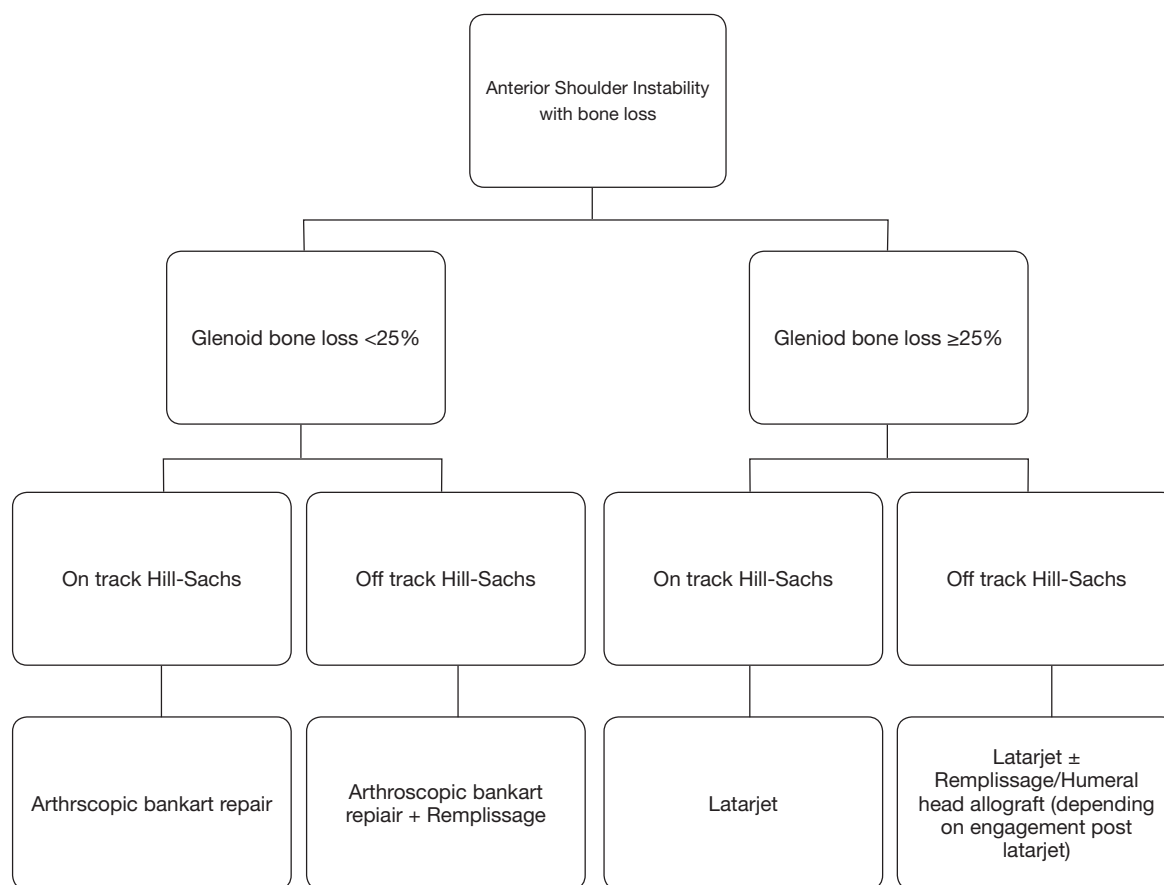 Anterior Shoulder Instability
with bone loss
Glenoid bone loss <25%
Gleniod bone loss ≥25%
On track Hill-Sachs
Off track Hill-Sachs
On track Hill-Sachs
Off track Hill-Sachs
Arthrscopic bankart repair
Arthroscopic bankart
repiair + Remplissage
Latarjet
Latarjet ±
Remplissage/Humeral
head allograft (depending
on engagement post
latarjet)